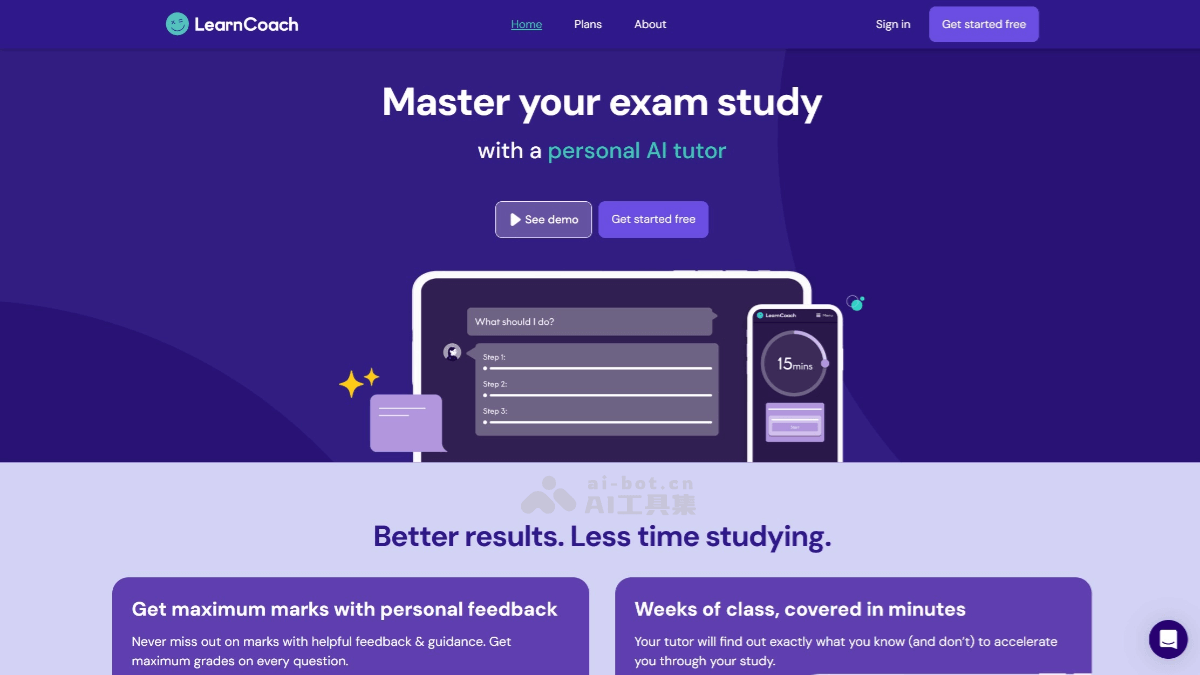 LearnCoach
Home
Plans
About
Sign in
Get started free
Master your exam study
with a personal AI tutor
See demo
Get started free
What should I do?
Step 1:
Step 2:
Step 3:
LearnCoach
Menu
15mins
ai-bot.cn
AI工具集
Better results. Less time studying.
Get maximum marks with personal feedback
Never miss out on marks with helpful feedback & guidance. Get
maximum grades on every question.
Weeks of class, covered in minutes
Your tutor will find out exactly what you know (and don't) to accelerate
you through your study.